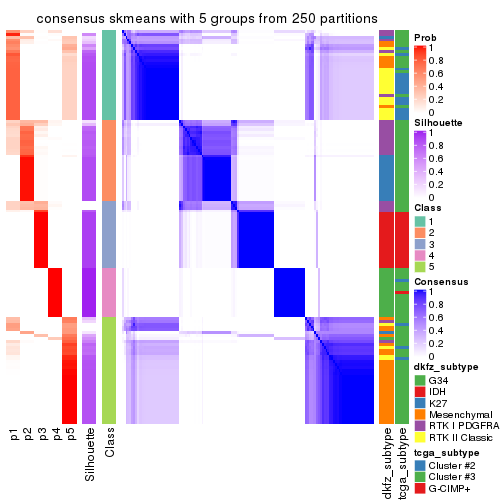 consensus skmeans with 5 groups from 250 partitions
Prob
1
0.8
0.6
0.4
0.2
0
Silhouette
1
0.8
0.6
0.4
0.2
0
Class
1
2
3
4
5
Consensus
1
0.8
0.6
0.4
0.2
0
dkfz_subtype
G34
IDH
K27
Mesenchymal
RTK I PDGFRA
RTK II Classic
tcga_subtype
Cluster #2
Cluster #3
G-CIMP+
p1
p2
p3
p4
p5
Silhouette
Class
dkfz_subtype
tcga_subtype